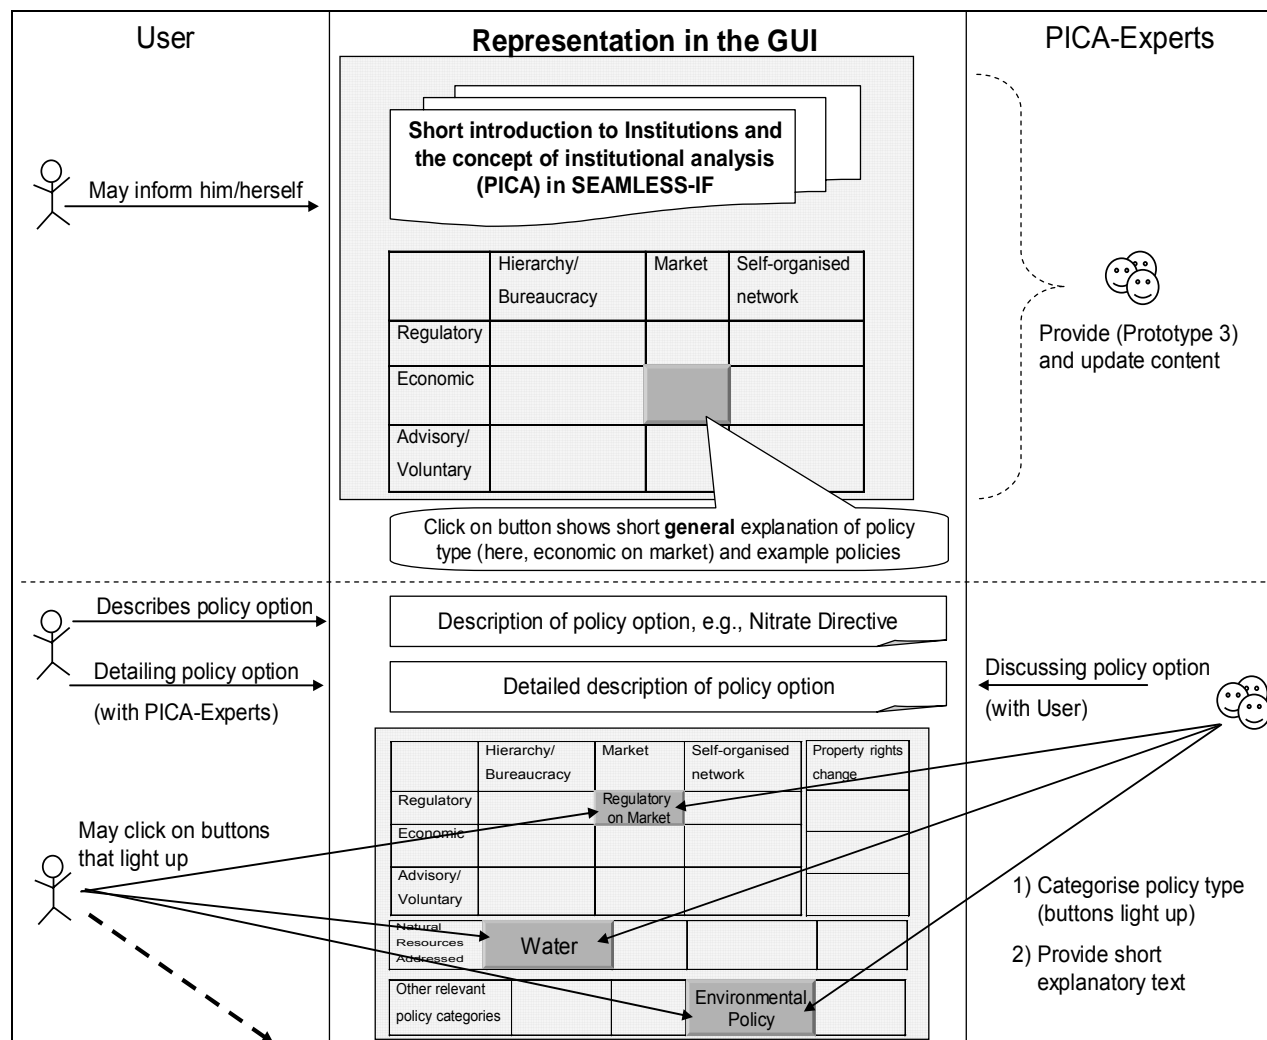 User
Representation in the GUI
PICA-Experts
Short introduction to Institutions and
the concept of institutional analysis
(PICA) in SEAMLESS-IF
May inform him/herself
Hierarchy/
Bureaucracy
Market
Self-organised
network
Regulatory
Economic
Advisory/
Voluntary
Provide (Prototype 3)
and update content
Click on button shows short general explanation of policy
type (here, economic on market) and example policies
Describes policy option
Description of policy option, e.g., Nitrate Directive
Detailing policy option
(with PICA-Experts)
Detailed description of policy option
Discussing policy option
(with User)
Hierarchy/
Bureaucracy
Market
Self-organised
network
Property rights
change
Regulatory
Regulatory
on Market
Economic
Advisory/
Voluntary
May click on buttons
that light up
Natural
Resources
Addressed
Water
Other relevant
policy categories
Environmental
Policy
1) Categorise policy type
(buttons light up)
2) Provide short
explanatory text